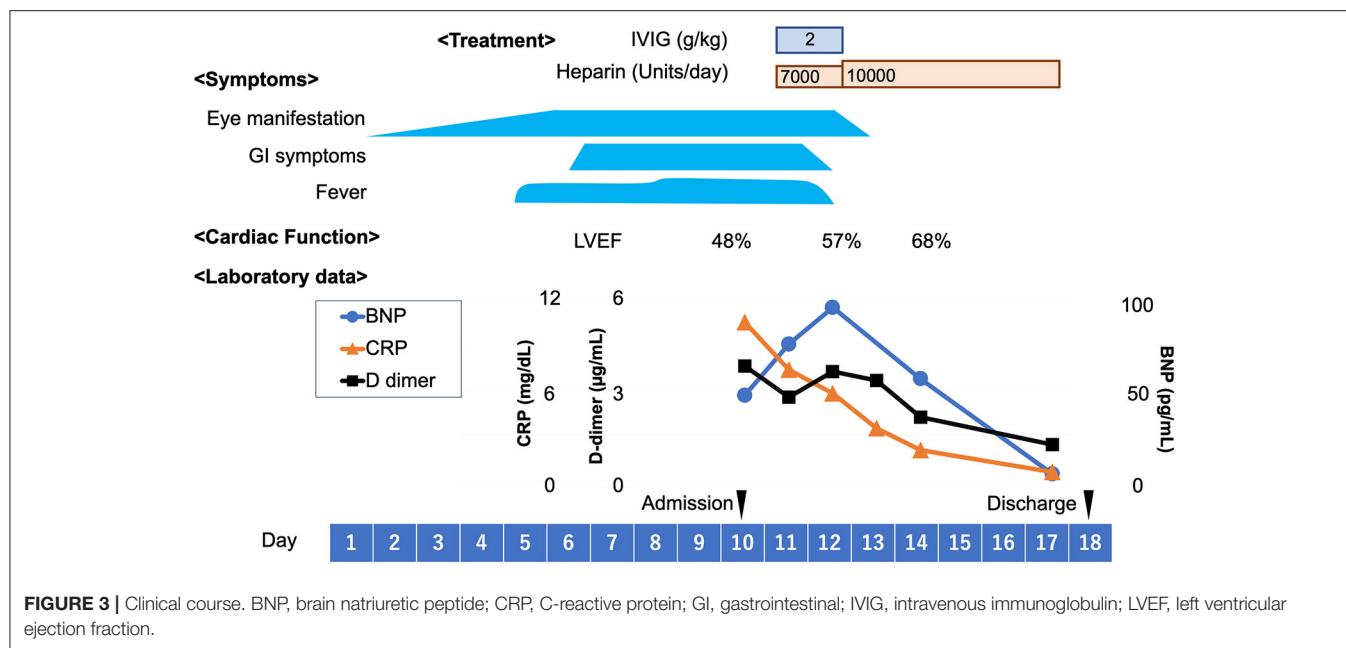 <Treatment> IVIG (g/kg) 2
Heparin (Units/day) 7000 10000
<Symptoms>
Eye manifestation
GI symptoms
Fever
<Cardiac Function> LVEF 48% 57% 68%
<Laboratory data>
BNP
CRP
D dimer
CRP (mg/dL)
12
6
0
D-dimer (μg/mL)
6
3
0
100
50
0
BNP (pg/mL)
Admission Discharge
Day 1 2 3 4 5 6 7 8 9 10 11 12 13 14 15 16 17 18
FIGURE 3 | Clinical course. BNP, brain natriuretic peptide; CRP, C-reactive protein; GI, gastrointestinal; IVIG, intravenous immunoglobulin; LVEF, left ventricular
ejection fraction.